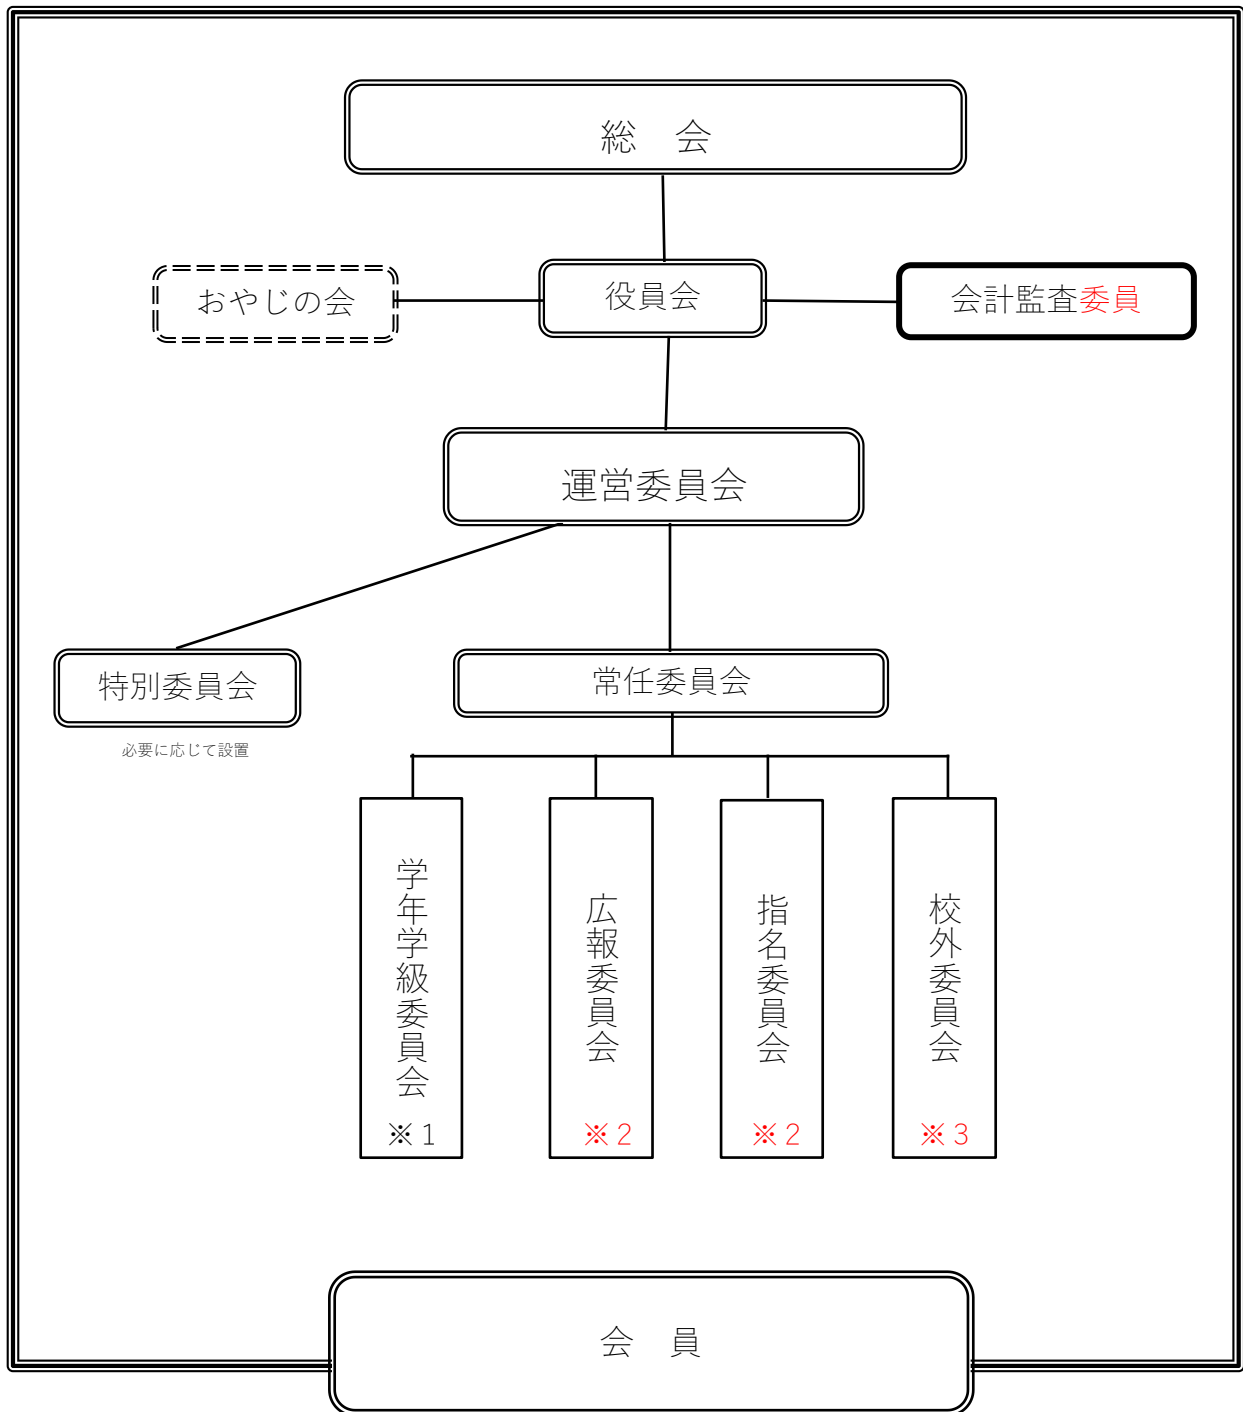 総　会
おやじの会
役員会
会計監査委員
運営委員会
特別委員会
必要に応じて設置
常任委員会
学年学級委員会
※1
広報委員会
※2
指名委員会
※2
校外委員会
※3
会　員